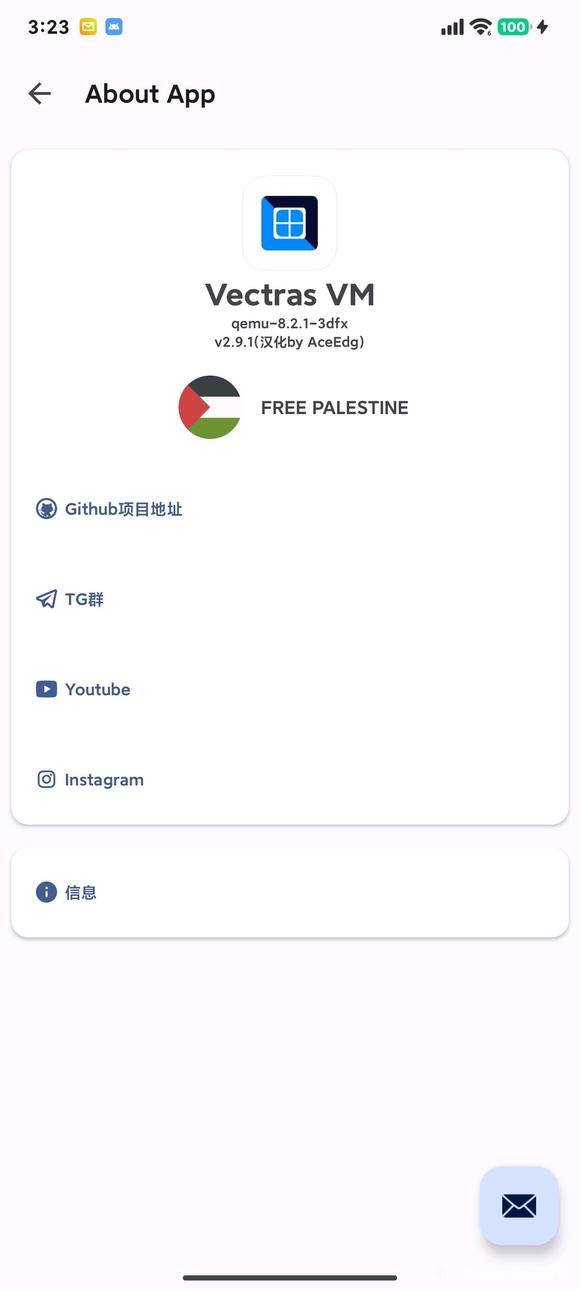 3:23
100
About App
Vectras VM
qemu-8.2.1-3dfx
v2.9.1(汉化by AceEdg)
FREE PALESTINE
Github项目地址
TG群
Youtube
Instagram
信息